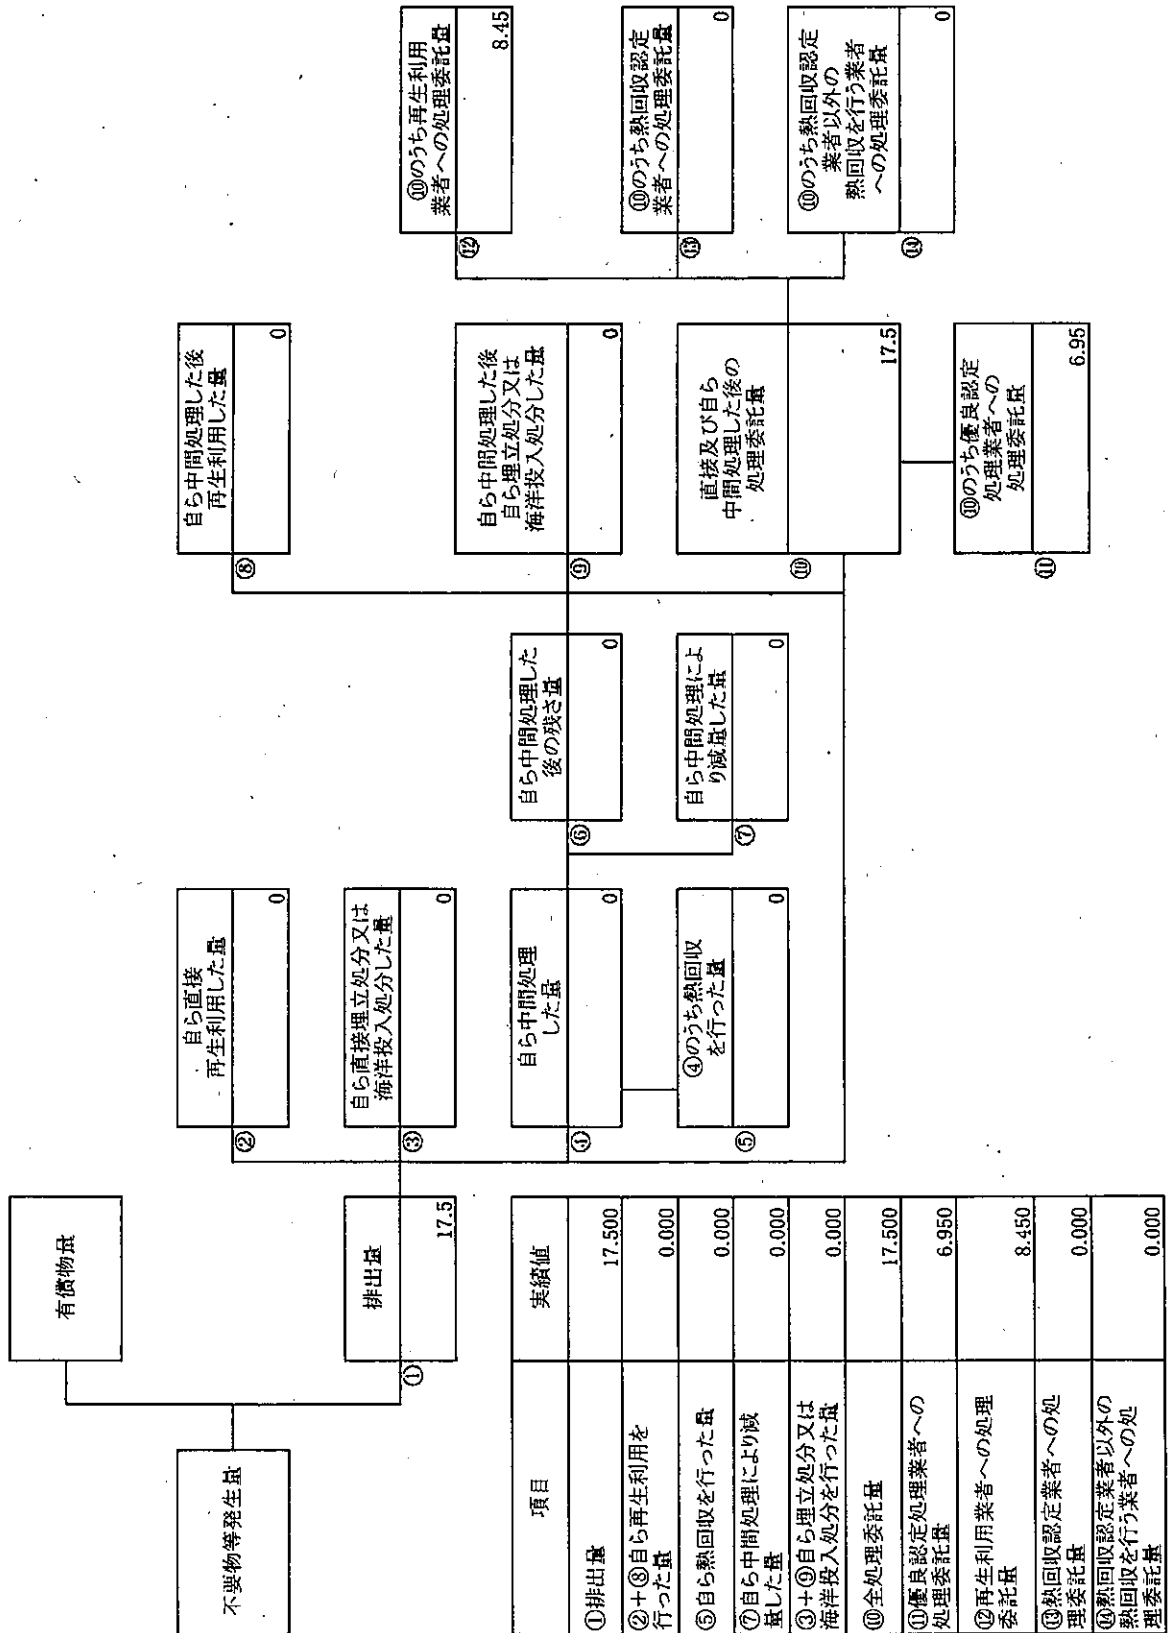 不要物等発生量
有償物量
①
排出量
17.5
②
自ら直接
再生利用した量
0
③
自ら直接埋立処分又は
海洋投入処分した量
0
④
自ら中間処理
した量
0
⑤
④のうち熱回収
を行った量
0
⑥
自ら中間処理した
後の残さ量
0
⑦
自ら中間処理によ
り減量した量
0
⑧
自ら中間処理した後
再生利用した量
0
⑨
自ら中間処理した後
自ら埋立処分又は
海洋投入処分した量
0
⑩
直接及び自ら
中間処理した後の
処理委託量
17.5
⑪
⑩のうち優良認定
処理業者への
処理委託量
6.95
⑫
⑩のうち再生利用
業者への処理委託量
8.45
⑬
⑩のうち熱回収認定
業者への処理委託量
0
⑭
⑩のうち熱回収認定
業者以外の
熱回収を行う業者
への処理委託量
0
項目 実績値
①排出量 17.500
②+⑧自ら再生利用を
行った量 0.000
⑤自ら熱回収を行った量 0.000
⑦自ら中間処理により減
量した量 0.000
③+⑨自ら埋立処分又は
海洋投入処分を行った量 0.000
⑩全処理委託量 17.500
⑪優良認定処理業者への
処理委託量 6.950
⑫再生利用業者への処理
委託量 8.450
⑬熱回収認定業者への処
理委託量 0.000
⑭熱回収認定業者以外の
熱回収を行う業者への処
理委託量 0.000